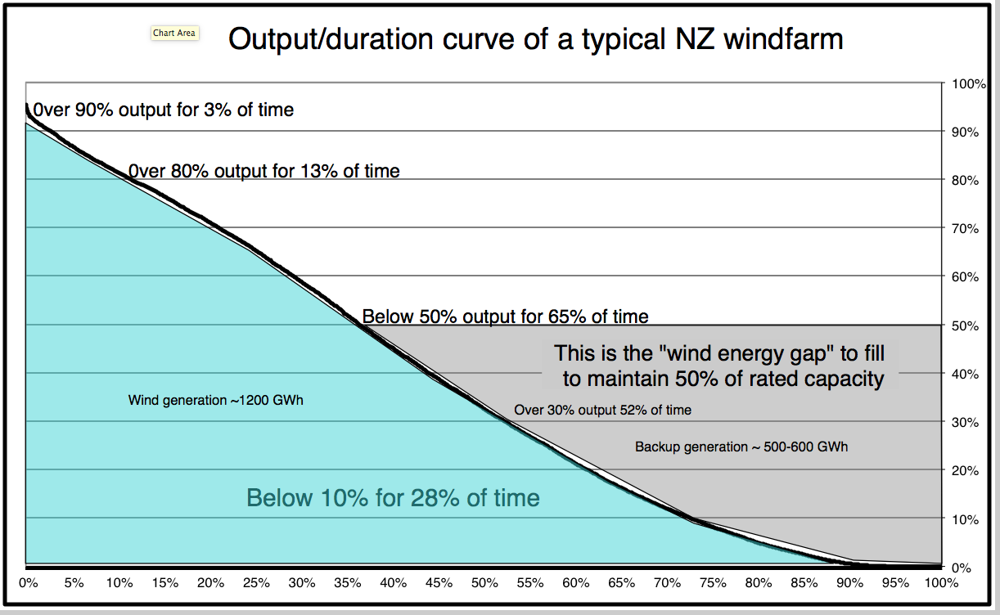 Chart Area
Output/duration curve of a typical NZ windfarm
100%
0ver 90% output for 3% of time
90%
0ver 80% output for 13% of time
80%
70%
60%
Below 50% output for 65% of time
50%
This is the "wind energy gap" to fill
to maintain 50% of rated capacity
40%
Wind generation ~1200 GWh
Over 30% output 52% of time
30%
Backup generation ~ 500-600 GWh
20%
Below 10% for 28% of time
10%
0%
0% 5% 10% 15% 20% 25% 30% 35% 40% 45% 50% 55% 60% 65% 70% 75% 80% 85% 90% 95% 100%